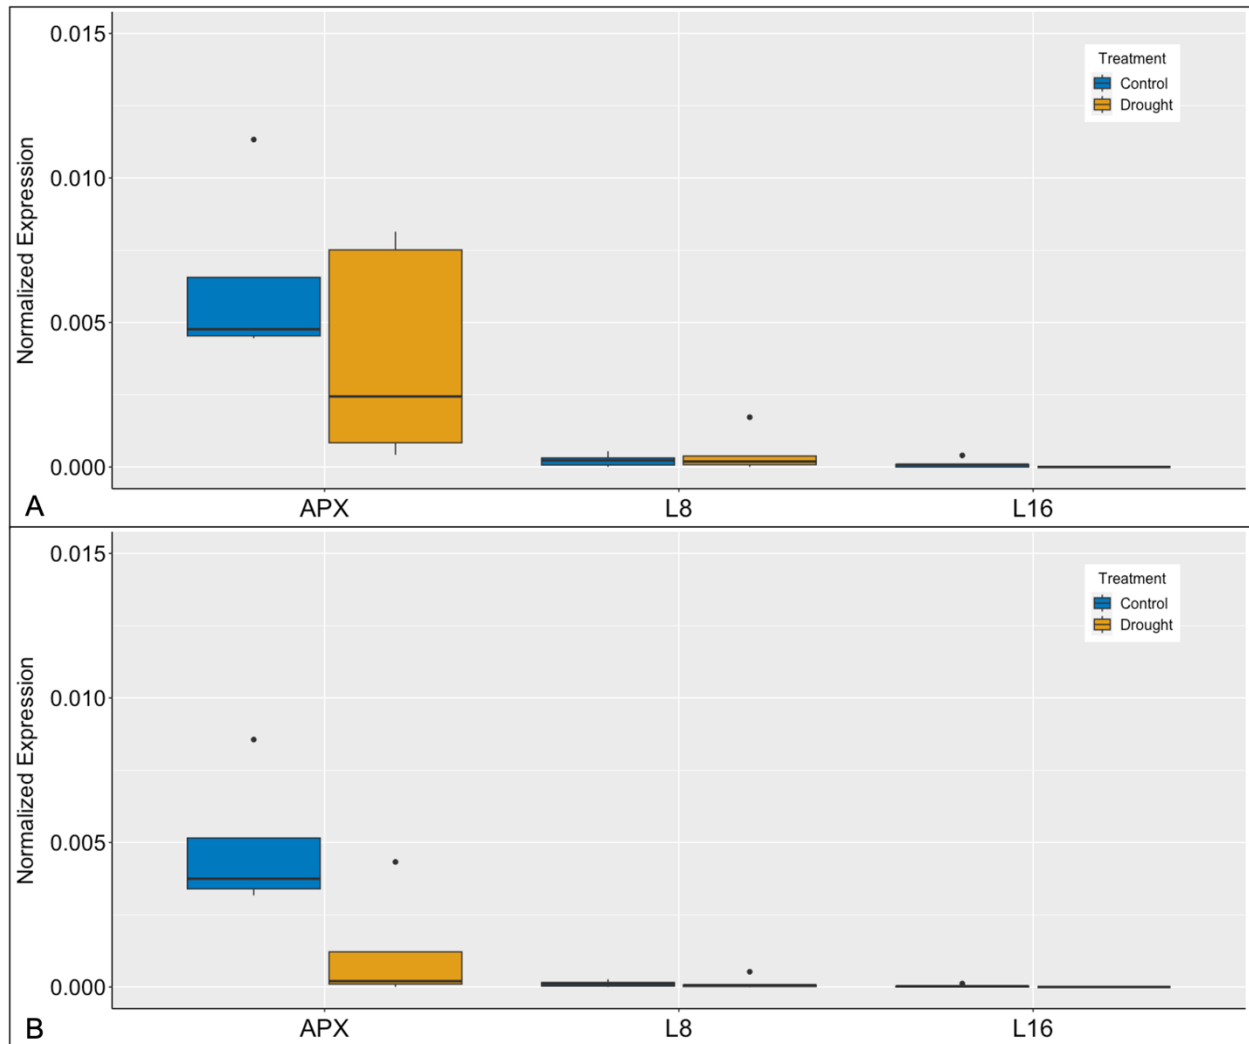 0.015
Treatment
Control
Drought
0.010
Normalized Expression
0.005
0.000
A
APX
L8
L16
0.015
Treatment
Control
Drought
0.010
Normalized Expression
0.005
0.000
B
APX
L8
L16